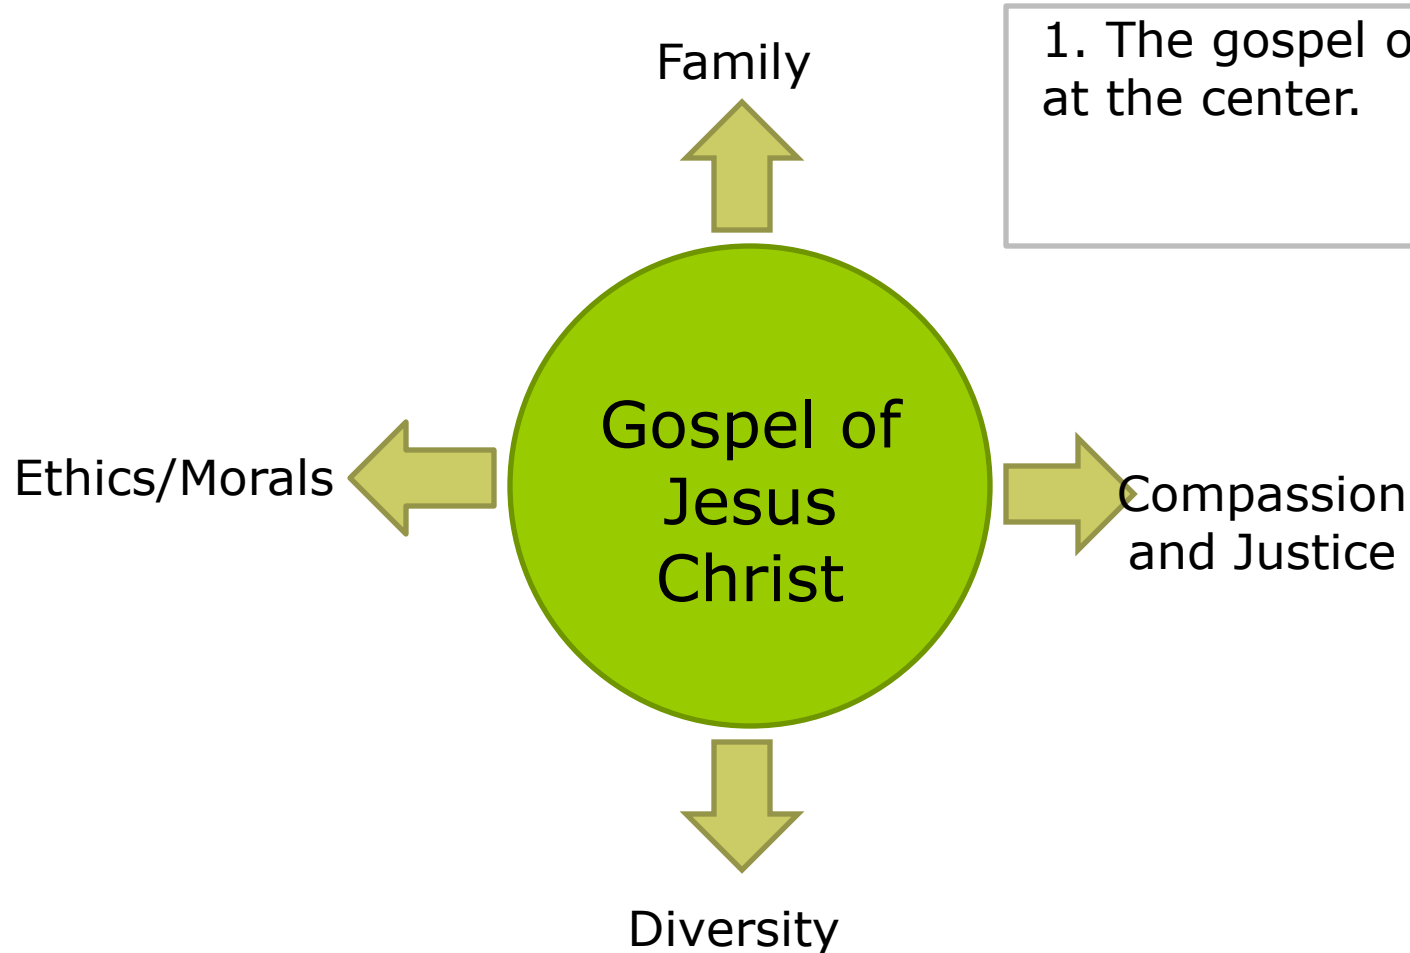 Family
1. The gospel o
at the center.
Gospel of
Jesus
Christ
Ethics/Morals
Compassion
and Justice
Diversity